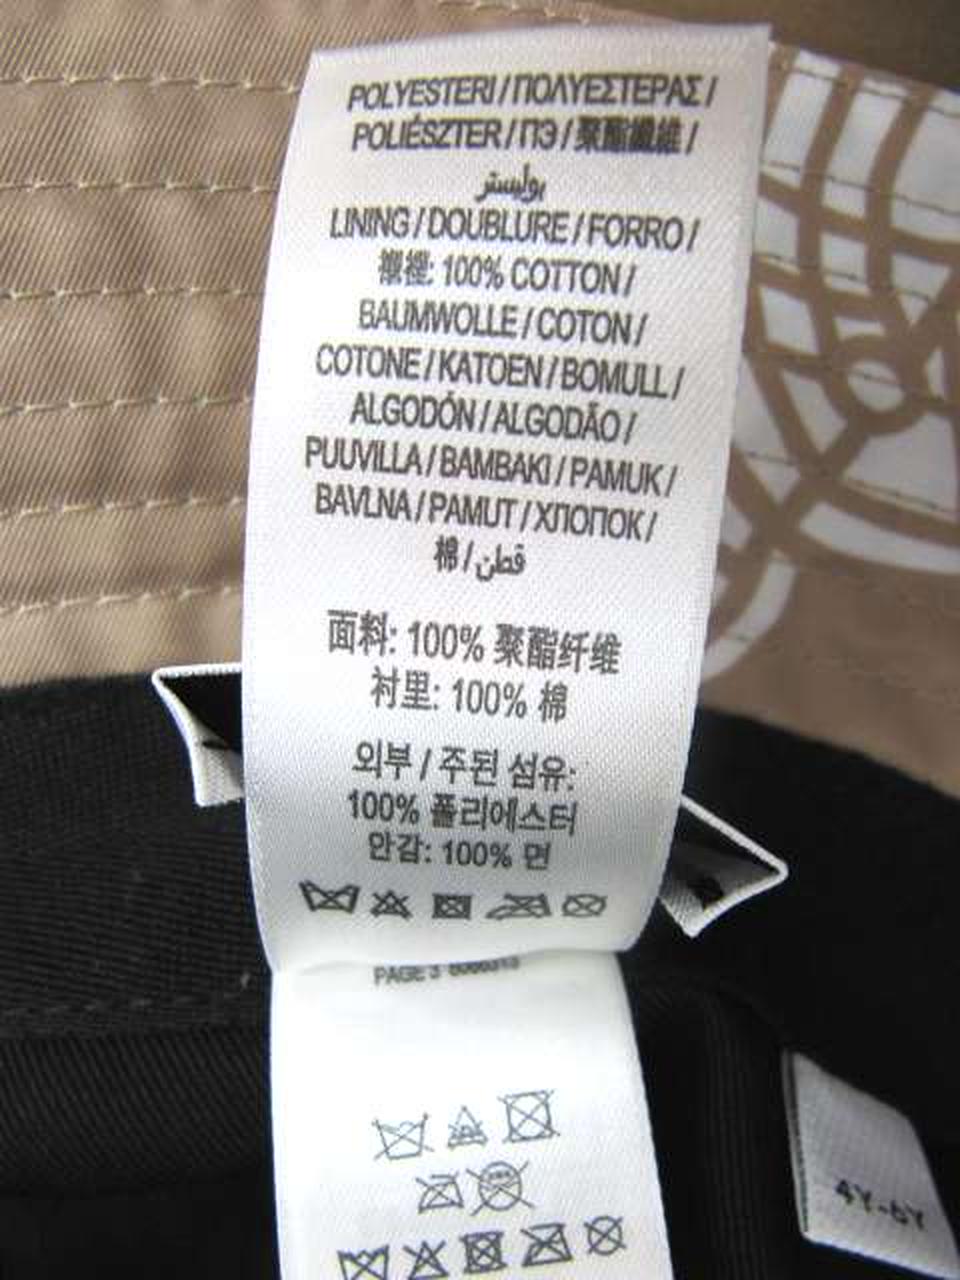 POLYESTERI / ΠΟΛΥΕΣΤΕΡΑΣ /
POLIÉSZTER / ПЭ / 聚酯纖維 /
بوليستر
LINING / DOUBLURE / FORRO /
襯裡: 100% COTTON /
BAUMWOLLE / COTON /
COTONE / KATOEN / BOMULL /
ALGODÓN / ALGODÃO /
PUUVILLA / BAMBAKI / PAMUK /
BAVLNA / PAMUT / ХЛОПОК /
棉 / قطن
面料: 100% 聚酯纤维
衬里: 100% 棉
외부 / 주된 섬유:
100% 폴리에스터
안감: 100% 면
PAGE 3
4Y-6Y